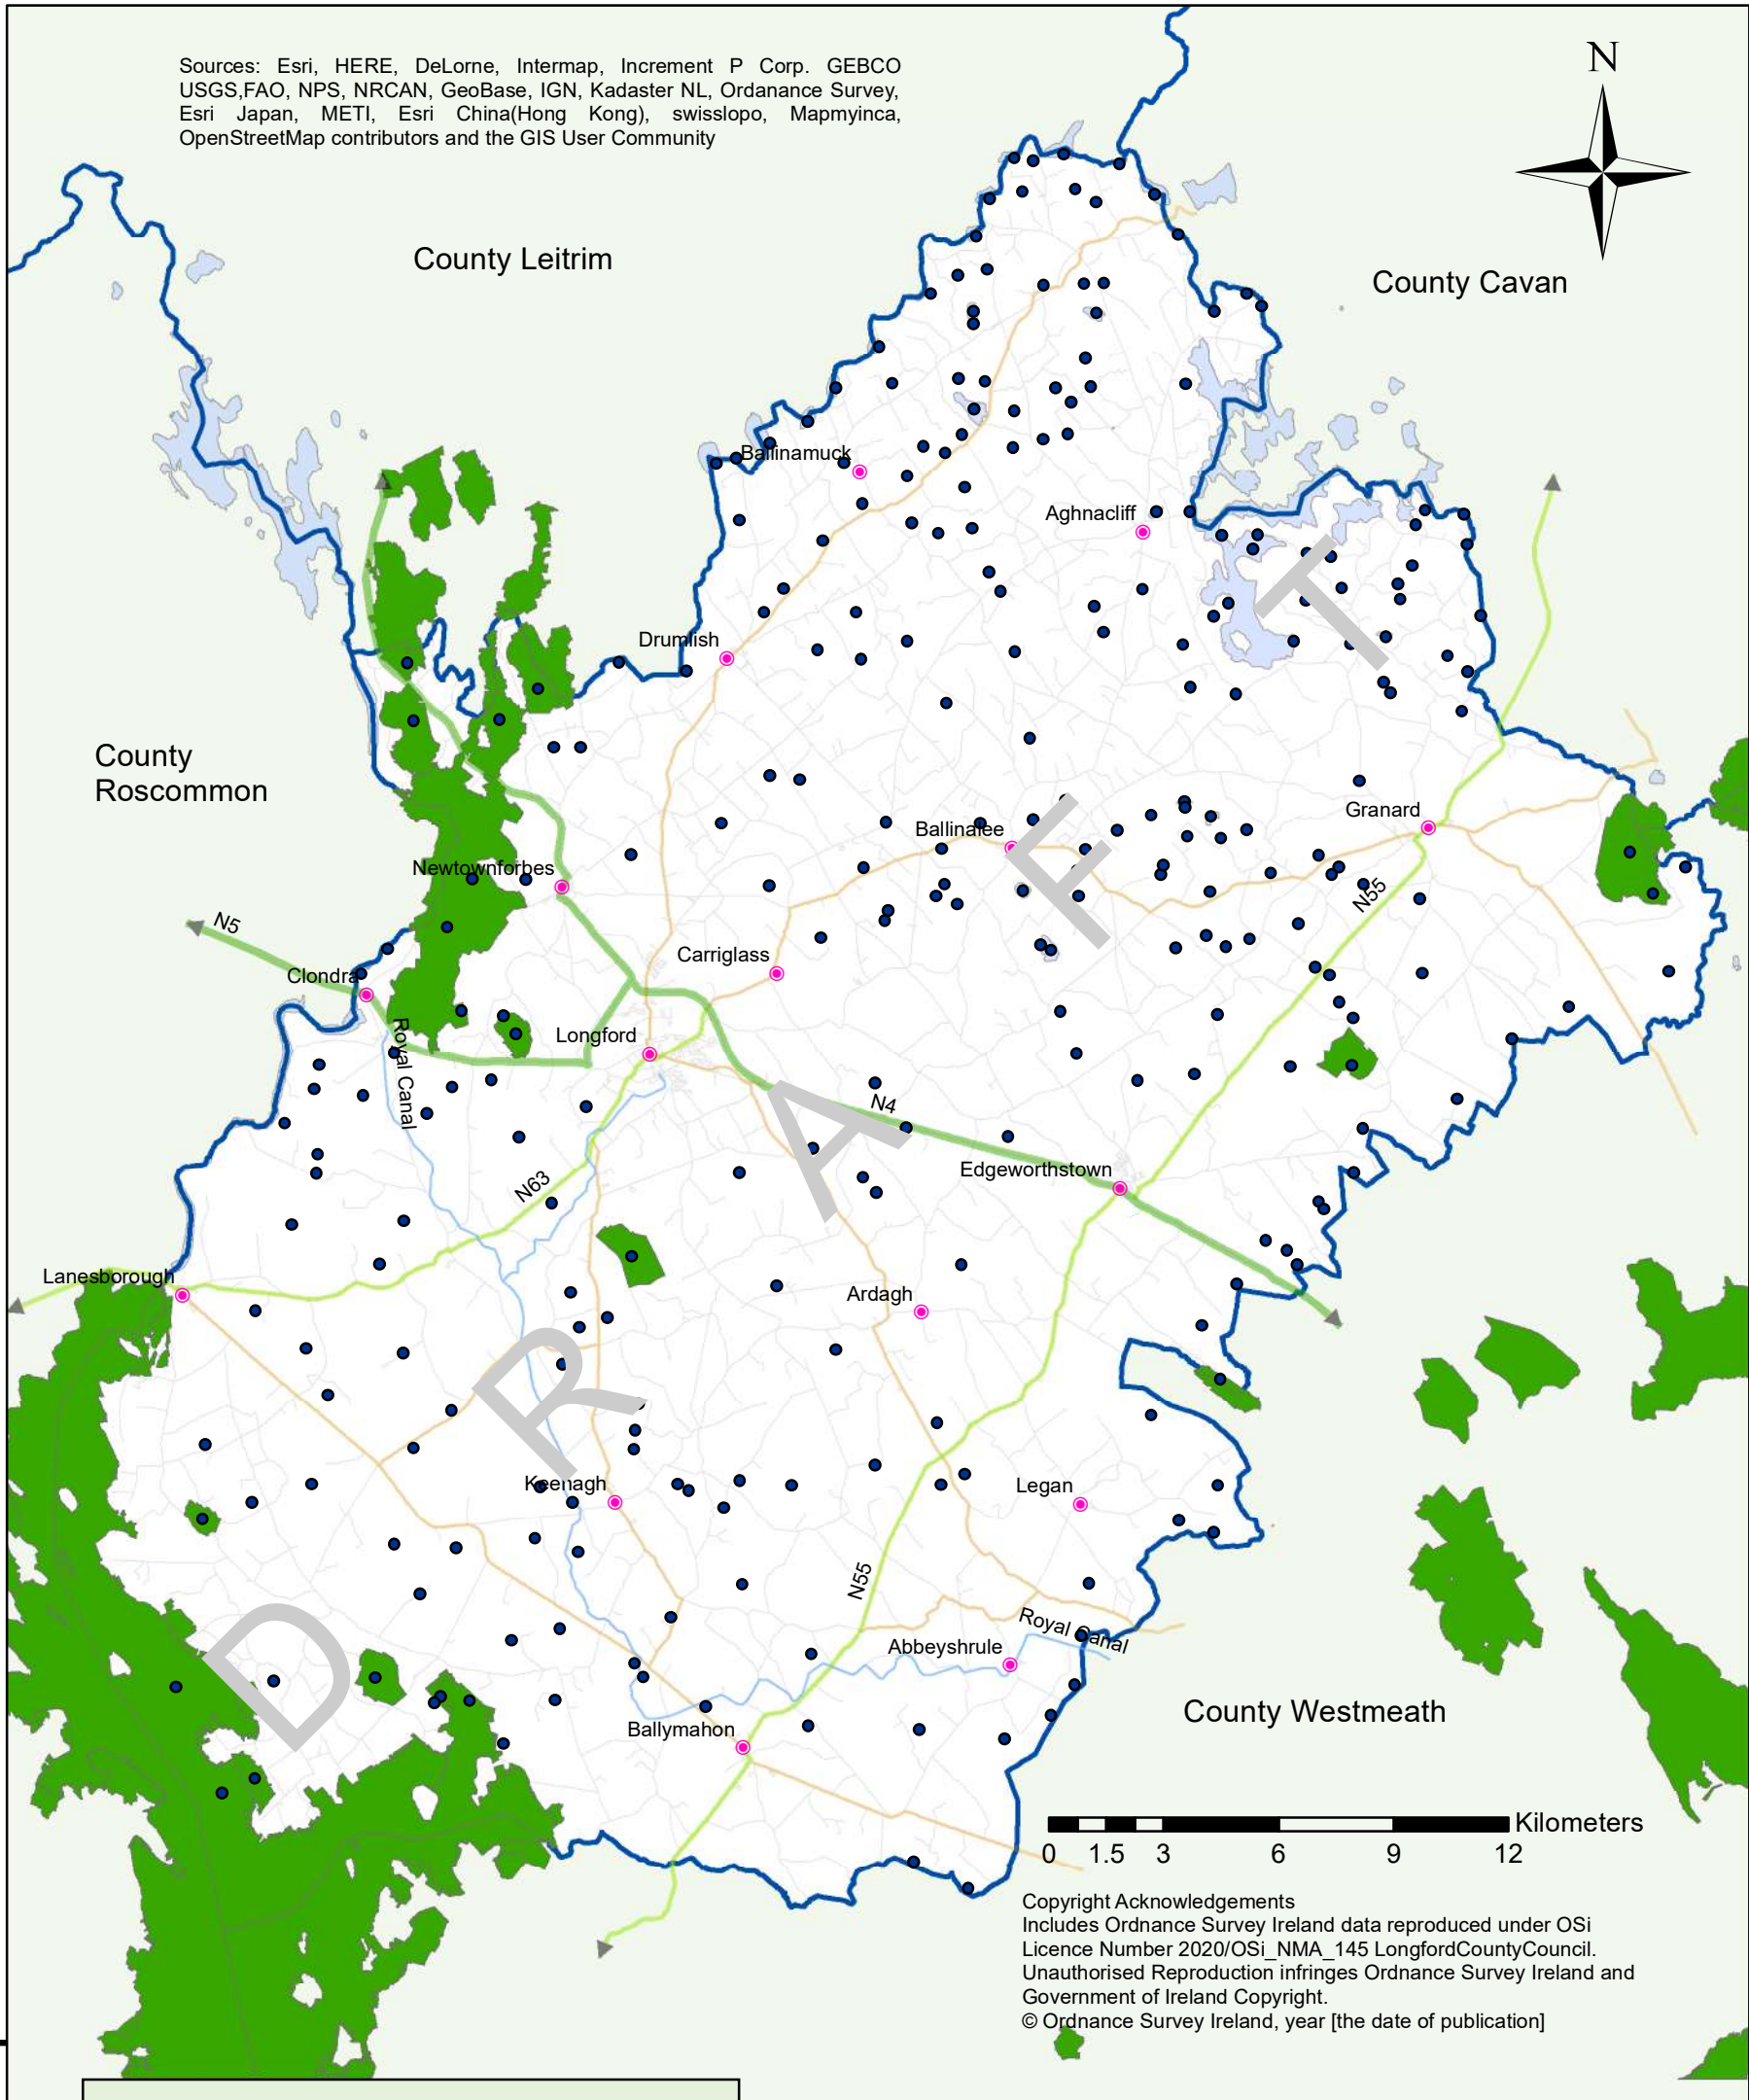 Sources: Esri, HERE, DeLorne, Intermap, Increment P Corp. GEBCO
USGS,FAO, NPS, NRCAN, GeoBase, IGN, Kadaster NL, Ordanance Survey,
Esri Japan, METI, Esri China(Hong Kong), swisslopo, Mapmyinca,
OpenStreetMap contributors and the GIS User Community
N
County Leitrim
County Cavan
Ballinamuck
Aghnacliff
Drumlish
County
Roscommon
Granard
Ballinalee
Newtownforbes
N55
N5
Carriglass
Clondra
Longford
Royal Canal
N4
Edgeworthstown
N63
Lanesborough
Ardagh
Keenagh
Legan
N55
Royal Canal
Abbeyshrule
County Westmeath
Ballymahon
DRAFT
Kilometers
0 1.5 3 6 9 12
Copyright Acknowledgements
Includes Ordnance Survey Ireland data reproduced under OSi
Licence Number 2020/OSi_NMA_145 LongfordCountyCouncil.
Unauthorised Reproduction infringes Ordnance Survey Ireland and
Government of Ireland Copyright.
© Ordnance Survey Ireland, year [the date of publication]